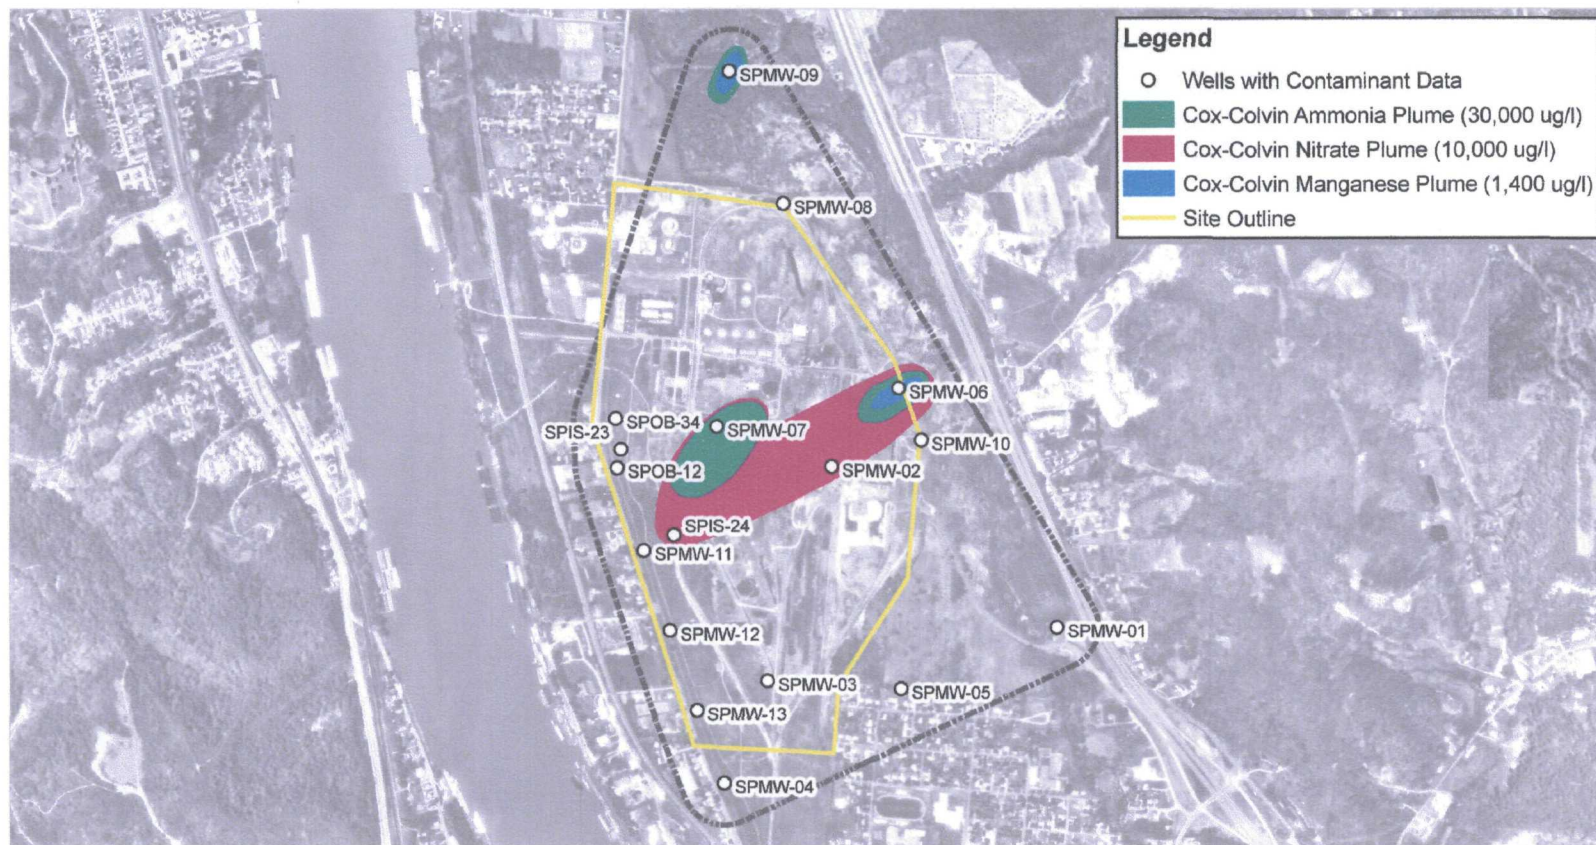 Legend
Wells with Contaminant Data
Cox-Colvin Ammonia Plume (30,000 ug/l)
Cox-Colvin Nitrate Plume (10,000 ug/l)
Cox-Colvin Manganese Plume (1,400 ug/l)
Site Outline
SPMW-09
SPMW-08
SPMW-06
SPOB-34
SPMW-07
SPIS-23
SPMW-10
SPOB-12
SPMW-02
SPIS-24
SPMW-11
SPMW-12
SPMW-01
SPMW-03
SPMW-05
SPMW-13
SPMW-04